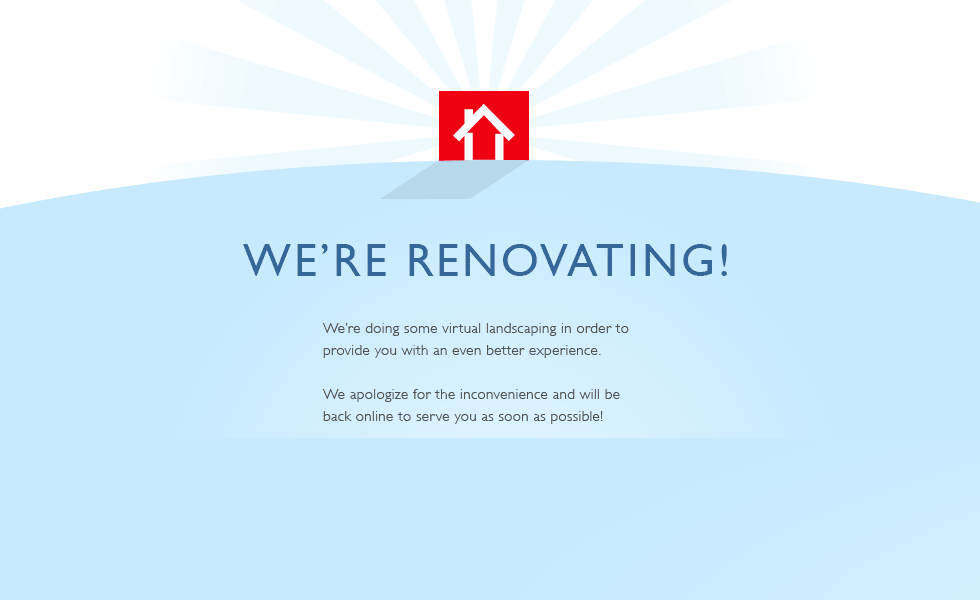 WE’RE RENOVATING!
We’re doing some virtual landscaping in order to
provide you with an even better experience.
We apologize for the inconvenience and will be
back online to serve you as soon as possible!